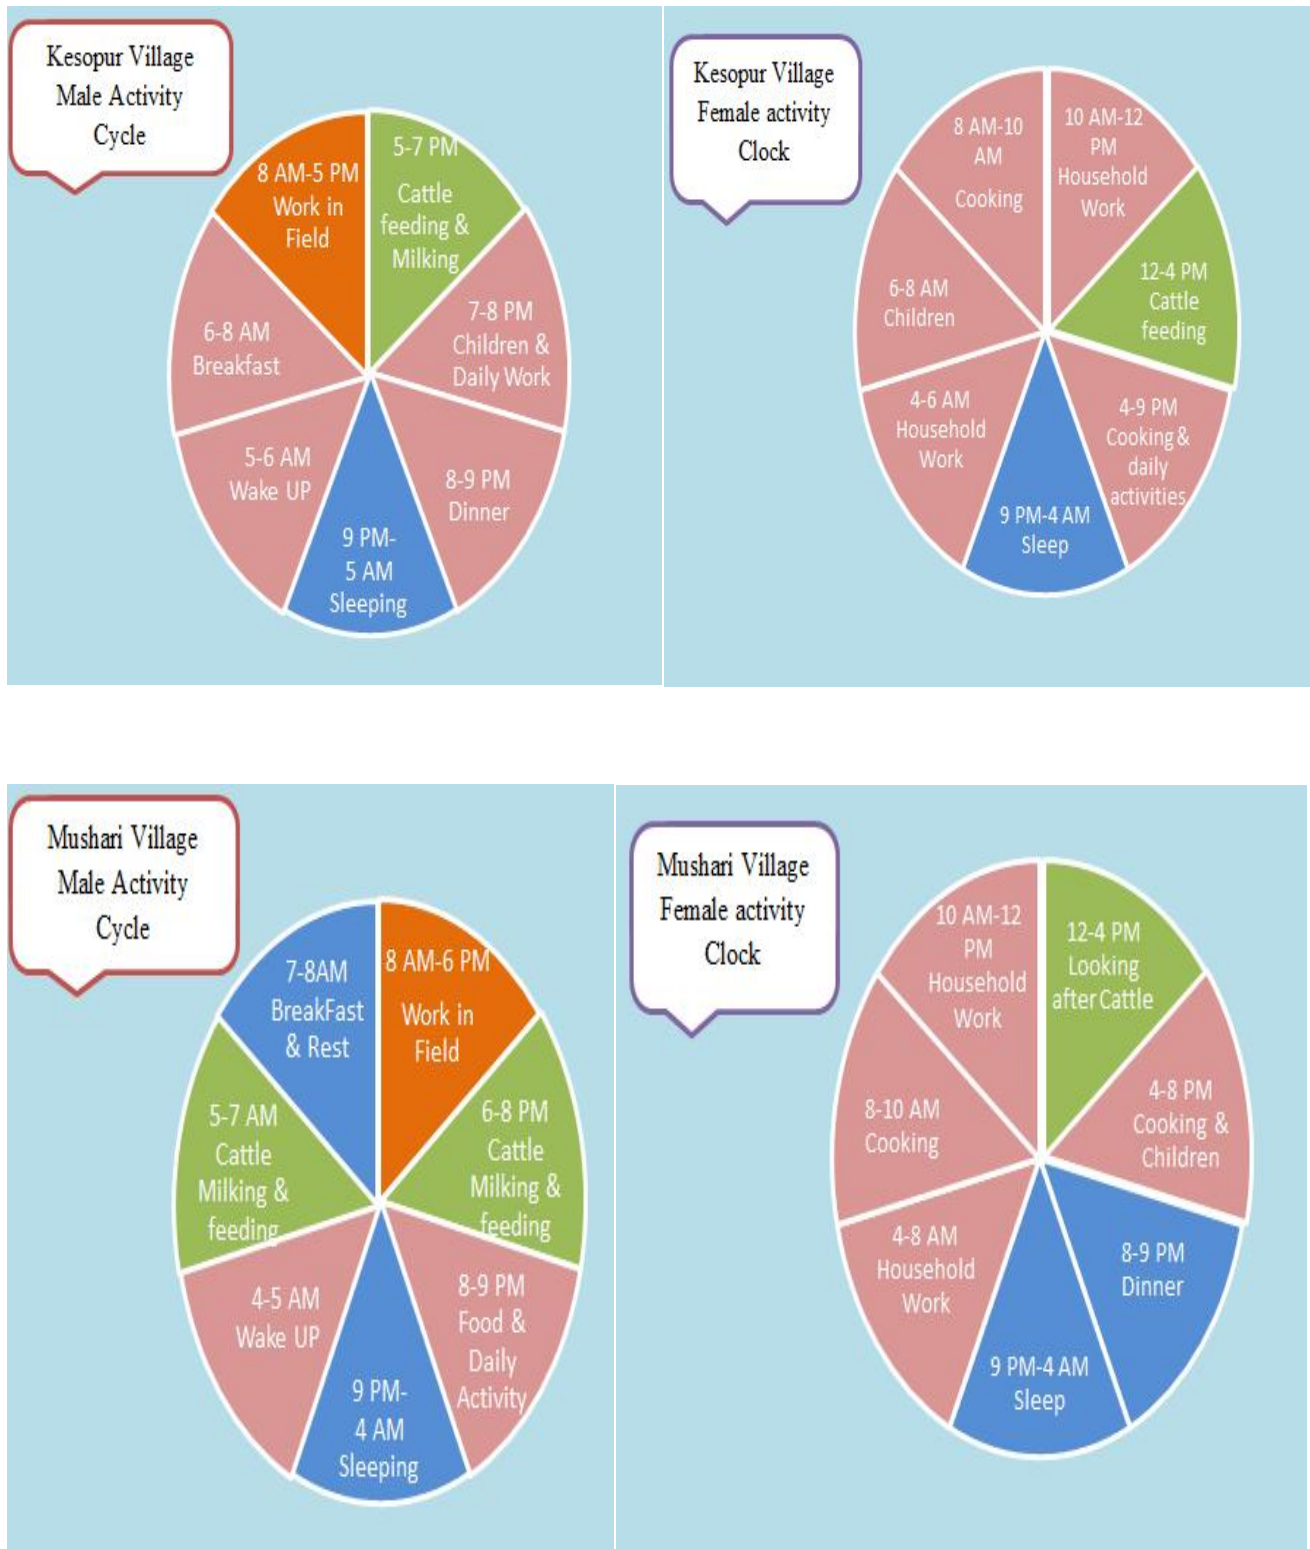 Kesopur Village
Male Activity
Cycle
8 AM-5 PM
Work in
Field
5-7 PM
Cattle
feeding &
Milking
7-8 PM
Children &
Daily Work
8-9 PM
Dinner
9 PM-
5 AM
Sleeping
5-6 AM
Wake UP
6-8 AM
Breakfast
Kesopur Village
Female activity
Clock
8 AM-10
AM
Cooking
10 AM-12
PM
Household
Work
12-4 PM
Cattle
feeding
4-9 PM
Cooking &
daily
activities
9 PM-4 AM
Sleep
4-6 AM
Household
Work
6-8 AM
Children
Mushari Village
Male Activity
Cycle
7-8AM
BreakFast
& Rest
8 AM-6 PM
Work in
Field
6-8 PM
Cattle
Milking &
feeding
8-9 PM
Food &
Daily
Activity
9 PM-
4 AM
Sleeping
4-5 AM
Wake UP
5-7 AM
Cattle
Milking &
feeding
Mushari Village
Female activity
Clock
10 AM-12
PM
Household
Work
12-4 PM
Looking
after Cattle
4-8 PM
Cooking &
Children
8-9 PM
Dinner
9 PM-4 AM
Sleep
4-8 AM
Household
Work
8-10 AM
Cooking